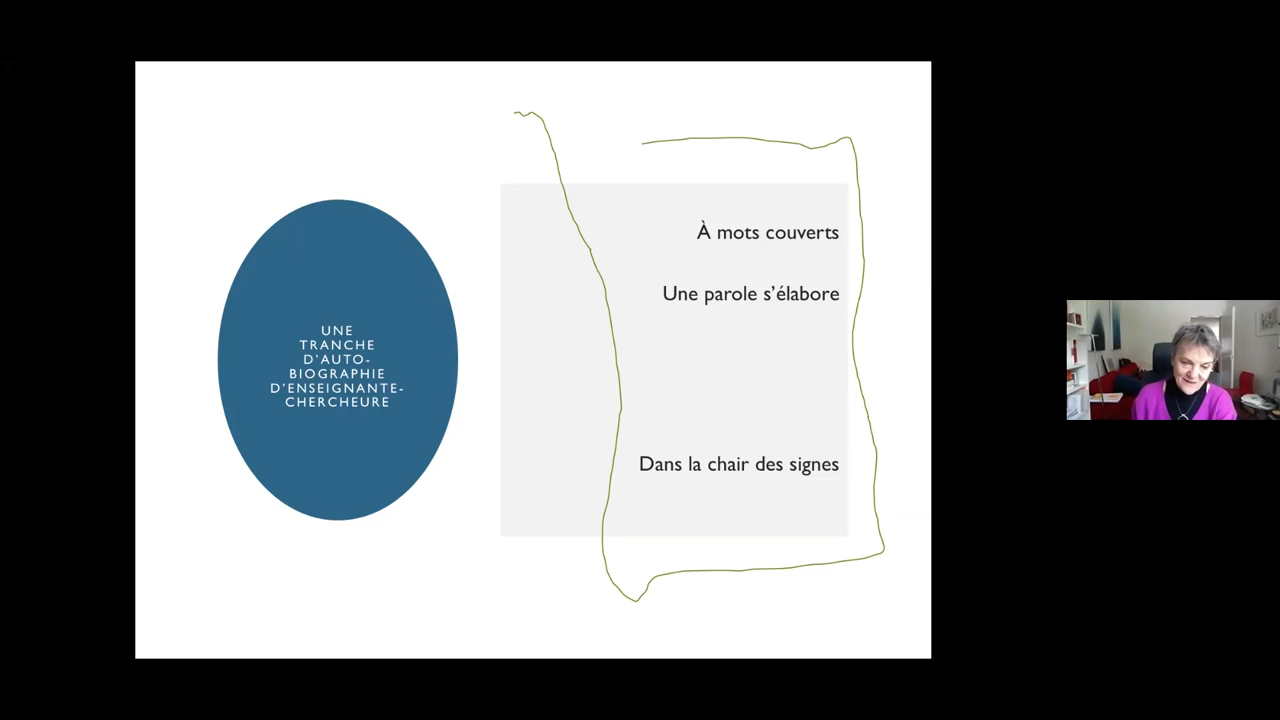 UNE
TRANCHE
D'AUTO-
BIOGRAPHIE
D'ENSEIGNANTE-
CHERCHEURE
À mots couverts
Une parole s’élabore
Dans la chair des signes